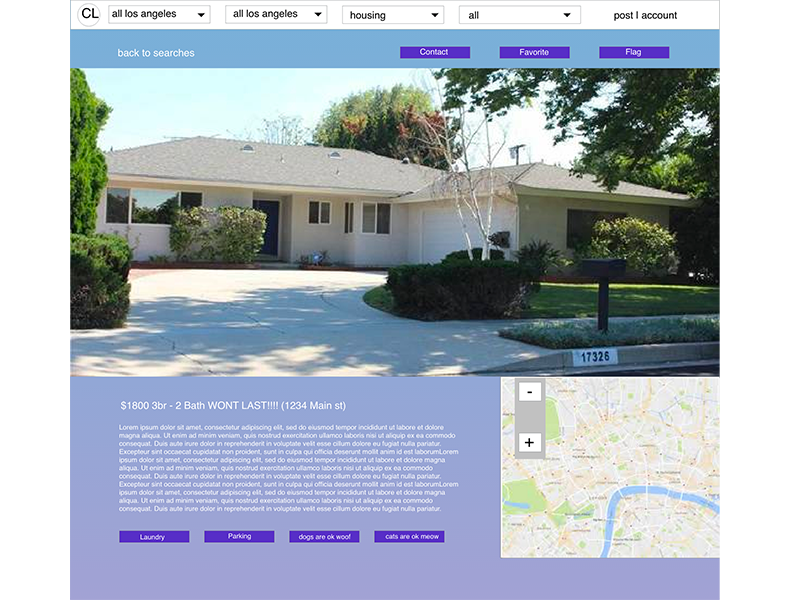 CL all los angeles all los angeles housing all post I account
back to searches Contact Favorite Flag
17326
$1800 3br - 2 Bath WONT LAST!!!! (1234 Main st)
Lorem ipsum dolor sit amet, consectetur adipiscing elit, sed do eiusmod tempor incididunt ut labore et dolore
magna aliqua. Ut enim ad minim veniam, quis nostrud exercitation ullamco laboris nisi ut aliquip ex ea commodo
consequat. Duis aute irure dolor in reprehenderit in voluptate velit esse cillum dolore eu fugiat nulla pariatur.
Excepteur sint occaecat cupidatat non proident, sunt in culpa qui officia deserunt mollit anim id est laborumLorem
ipsum dolor sit amet, consectetur adipiscing elit, sed do eiusmod tempor incididunt ut labore et dolore magna
aliqua. Ut enim ad minim veniam, quis nostrud exercitation ullamco laboris nisi ut aliquip ex ea commodo
consequat. Duis aute irure dolor in reprehenderit in voluptate velit esse cillum dolore eu fugiat nulla pariatur.
Excepteur sint occaecat cupidatat non proident, sunt in culpa qui officia deserunt mollit anim id est laborumLorem
ipsum dolor sit amet, consectetur adipiscing elit, sed do eiusmod tempor incididunt ut labore et dolore magna
aliqua. Ut enim ad minim veniam, quis nostrud exercitation ullamco laboris nisi ut aliquip ex ea commodo
consequat. Duis aute irure dolor in reprehenderit in voluptate velit esse cillum dolore eu fugiat nulla pariatur.
Laundry Parking dogs are ok woof cats are ok meow
-
+